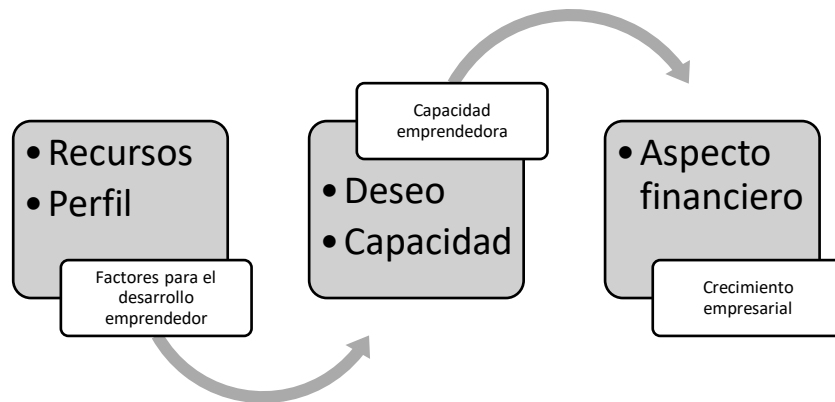 • Recursos
• Perfil
Factores para el
desarrollo
emprendedor
Capacidad
emprendedora
• Deseo
• Capacidad
• Aspecto
financiero
Crecimiento
empresarial